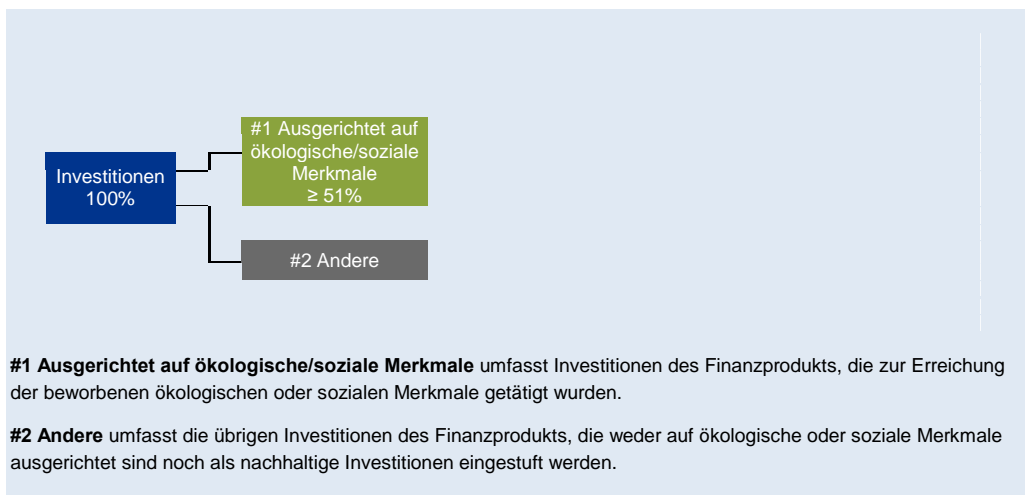 #1 Ausgerichtet auf
ökologische/soziale
Merkmale
≥ 51%
Investitionen
100%
#2 Andere
#1 Ausgerichtet auf ökologische/soziale Merkmale umfasst Investitionen des Finanzprodukts, die zur Erreichung
der beworbenen ökologischen oder sozialen Merkmale getätigt wurden.
#2 Andere umfasst die übrigen Investitionen des Finanzprodukts, die weder auf ökologische oder soziale Merkmale
ausgerichtet sind noch als nachhaltige Investitionen eingestuft werden.